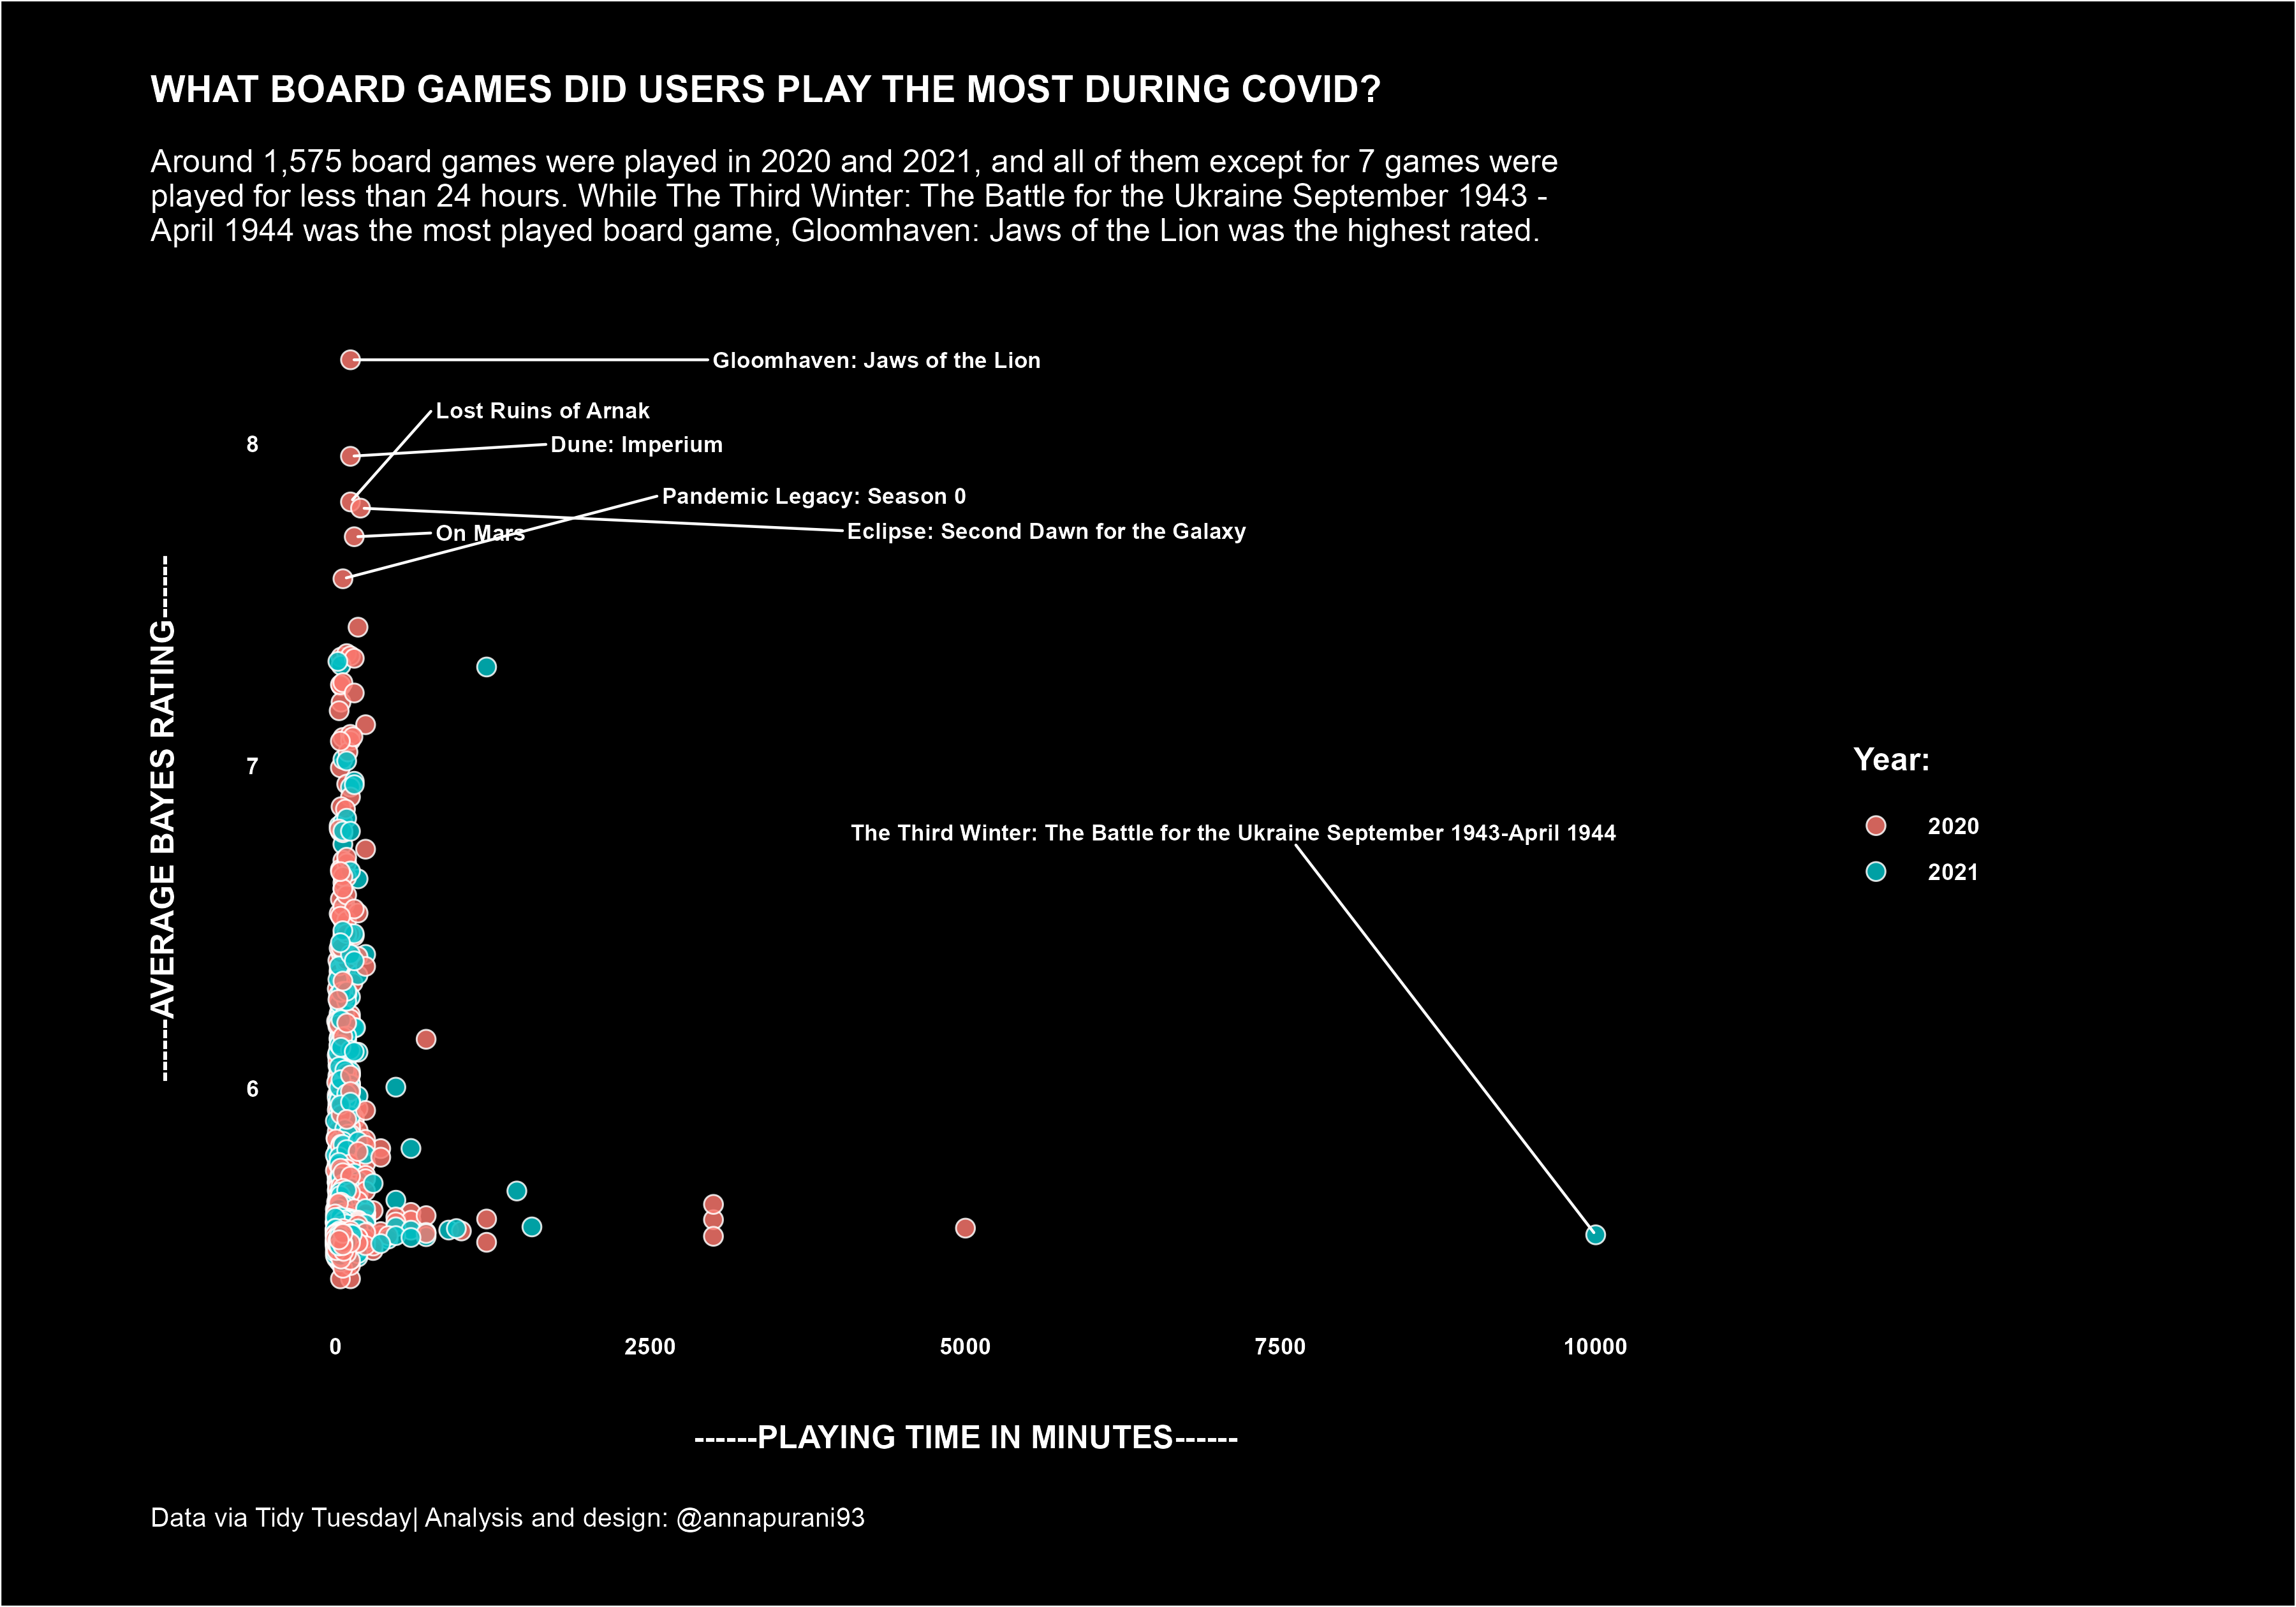 WHAT BOARD GAMES DID USERS PLAY THE MOST DURING COVID?
Around 1,575 board games were played in 2020 and 2021, and all of them except for 7 games were
played for less than 24 hours. While The Third Winter: The Battle for the Ukraine September 1943 -
April 1944 was the most played board game, Gloomhaven: Jaws of the Lion was the highest rated.
Gloomhaven: Jaws of the Lion
Lost Ruins of Arnak
8
Dune: Imperium
Pandemic Legacy: Season 0
On Mars
Eclipse: Second Dawn for the Galaxy
------AVERAGE BAYES RATING------
7
Year:
The Third Winter: The Battle for the Ukraine September 1943-April 1944
2020
2021
6
0
2500
5000
7500
10000
------PLAYING TIME IN MINUTES------
Data via Tidy Tuesday| Analysis and design: @annapurani93